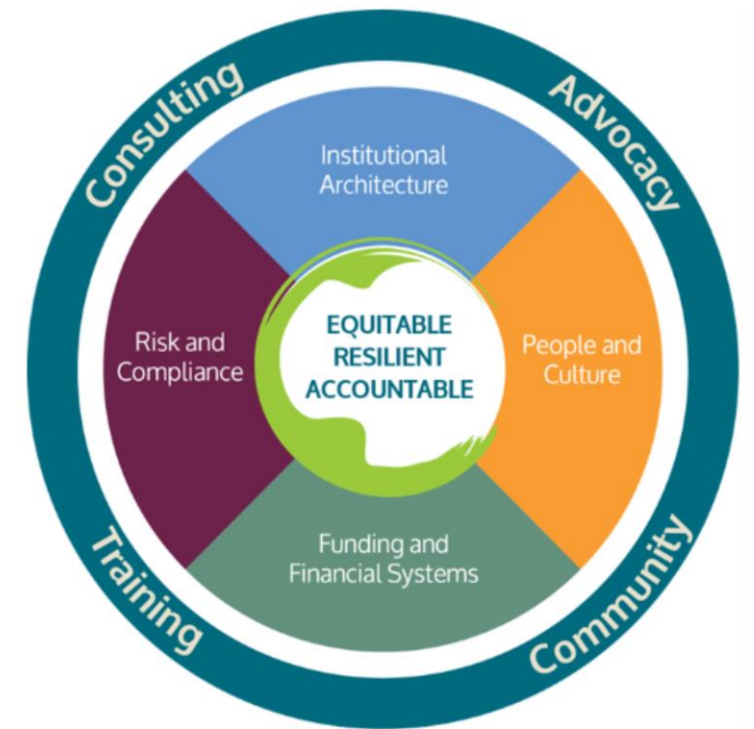 Consulting
Advocacy
Institutional
Architecture
Risk and
Compliance
EQUITABLE
RESILIENT
ACCOUNTABLE
People and
Culture
Funding and
Financial Systems
Training
Community